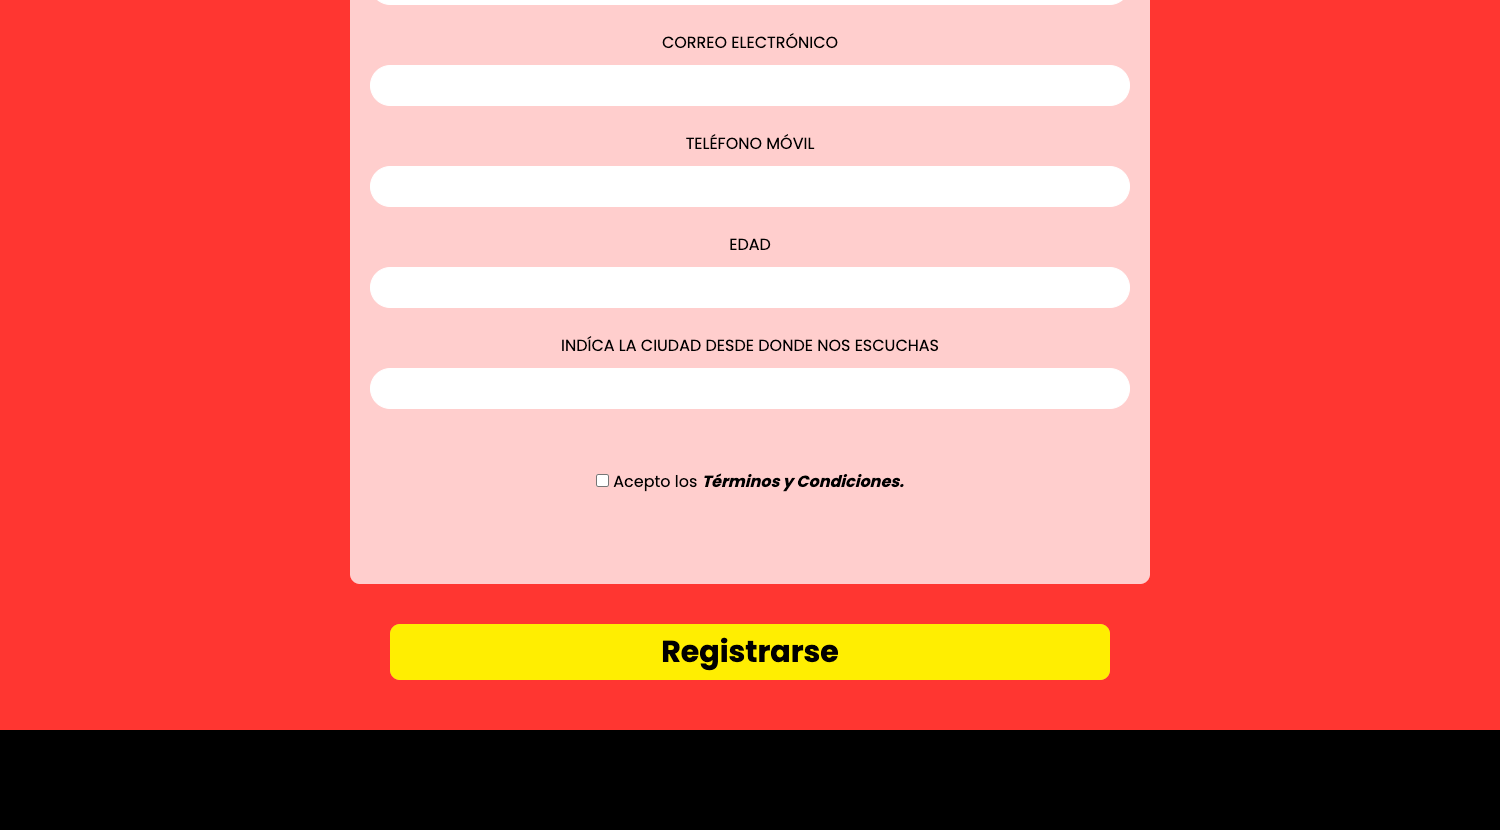 CORREO ELECTRÓNICO
TELÉFONO MÓVIL
EDAD
INDÍCA LA CIUDAD DESDE DONDE NOS ESCUCHAS
Acepto los Términos y Condiciones.
Registrarse